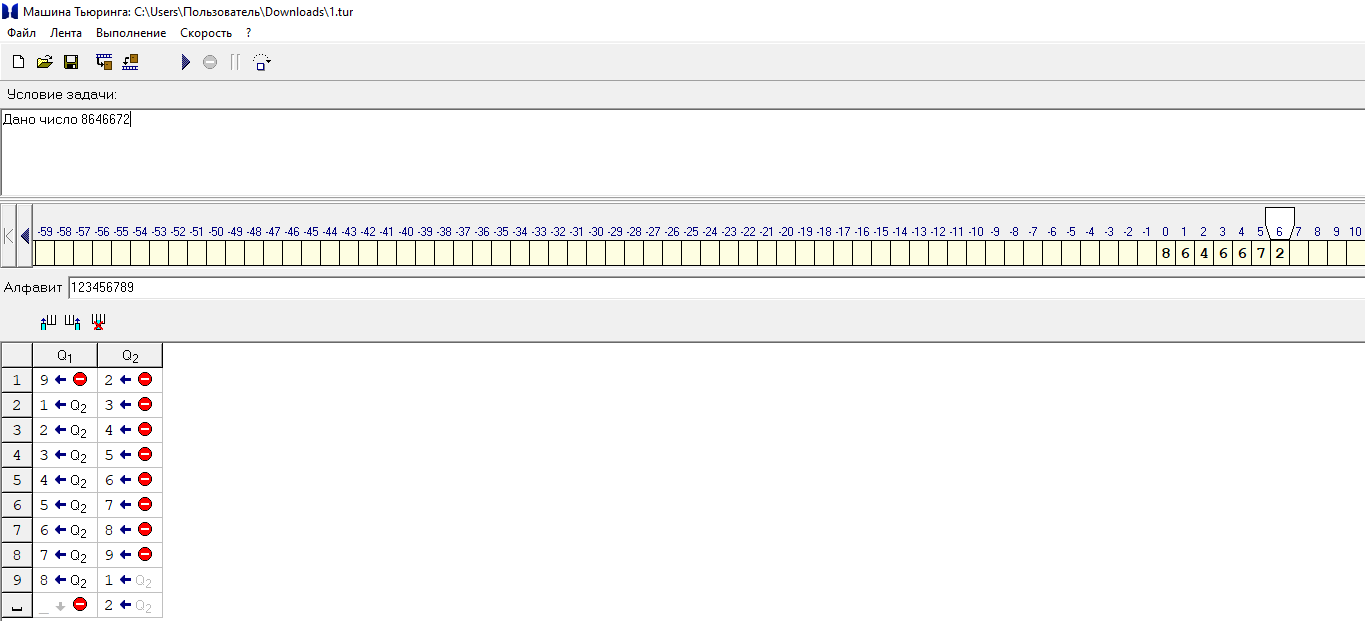 Машина Тьюринга: C:\Users\Пользователь\Downloads\1.tur
Файл Лента Выполнение Скорость ?
Условие задачи:
Дано число 8646672
-59 -58 -57 -56 -55 -54 -53 -52 -51 -50 -49 -48 -47 -46 -45 -44 -43 -42 -41 -40 -39 -38 -37 -36 -35 -34 -33 -32 -31 -30 -29 -28 -27 -26 -25 -24 -23 -22 -21 -20 -19 -18 -17 -16 -15 -14 -13 -12 -11 -10 -9 -8 -7 -6 -5 -4 -3 -2 -1 0 1 2 3 4 5 6 7 8 9 10
8 6 4 6 6 7 2
Алфавит 123456789
Q1 Q2
1 9 ← 2 ←
2 1 ← Q2 3 ←
3 2 ← Q2 4 ←
4 3 ← Q2 5 ←
5 4 ← Q2 6 ←
6 5 ← Q2 7 ←
7 6 ← Q2 8 ←
8 7 ← Q2 9 ←
9 8 ← Q2 1 ← Q2
_ _ ↓ 2 ← Q2